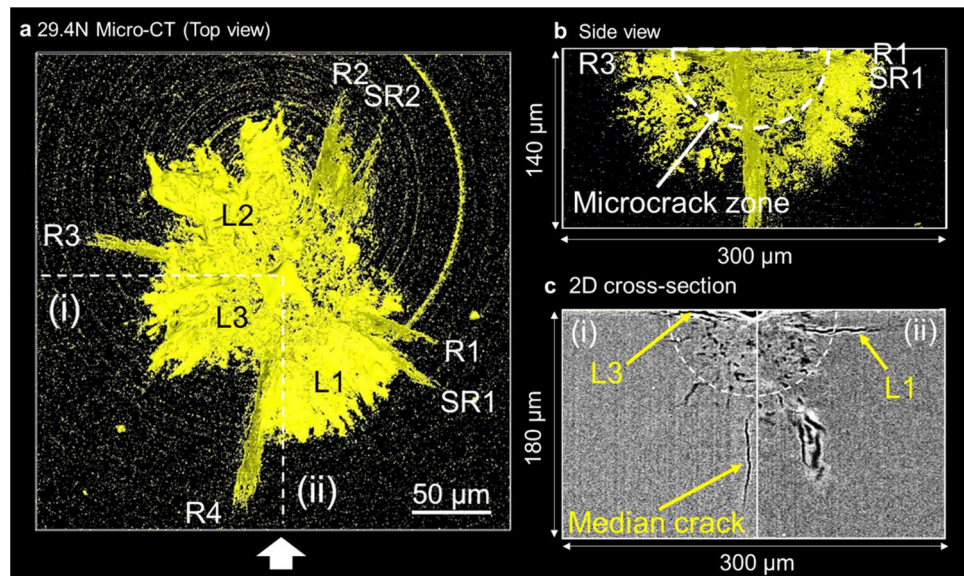 a 29.4N Micro-CT (Top view)
R2
SR2
L2
R3
(i)
L3
R1
L1
SR1
(ii)
R4
50 μm
b Side view
R3
R1
SR1
140 μm
Microcrack zone
300 μm
c 2D cross-section
(i)
(ii)
L3
L1
180 μm
Median crack
300 μm